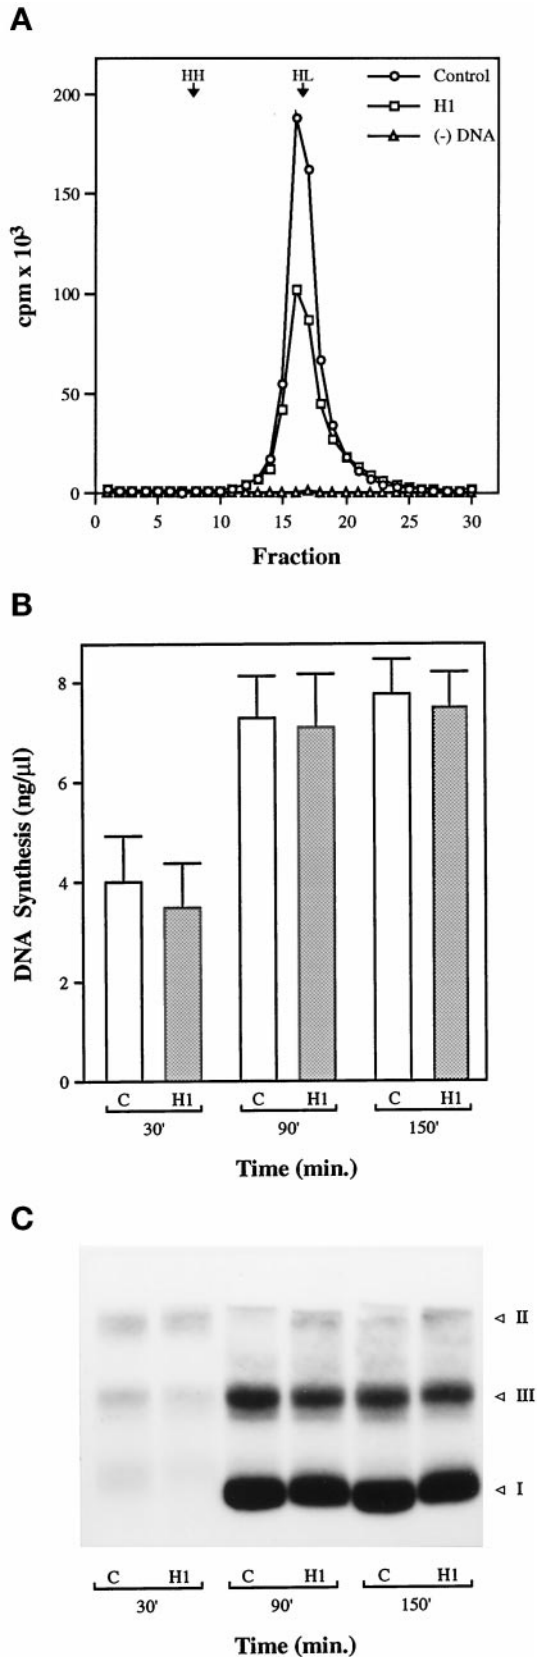 A
HH HL
Control
H1
(-) DNA
200
150
100
50
0
cpm x 10³
0 5 10 15 20 25 30
Fraction
B
8
6
4
2
0
DNA Synthesis (ng/µl)
C H1 C H1 C H1
30' 90' 150'
Time (min.)
C
II
III
I
C H1 C H1 C H1
30' 90' 150'
Time (min.)